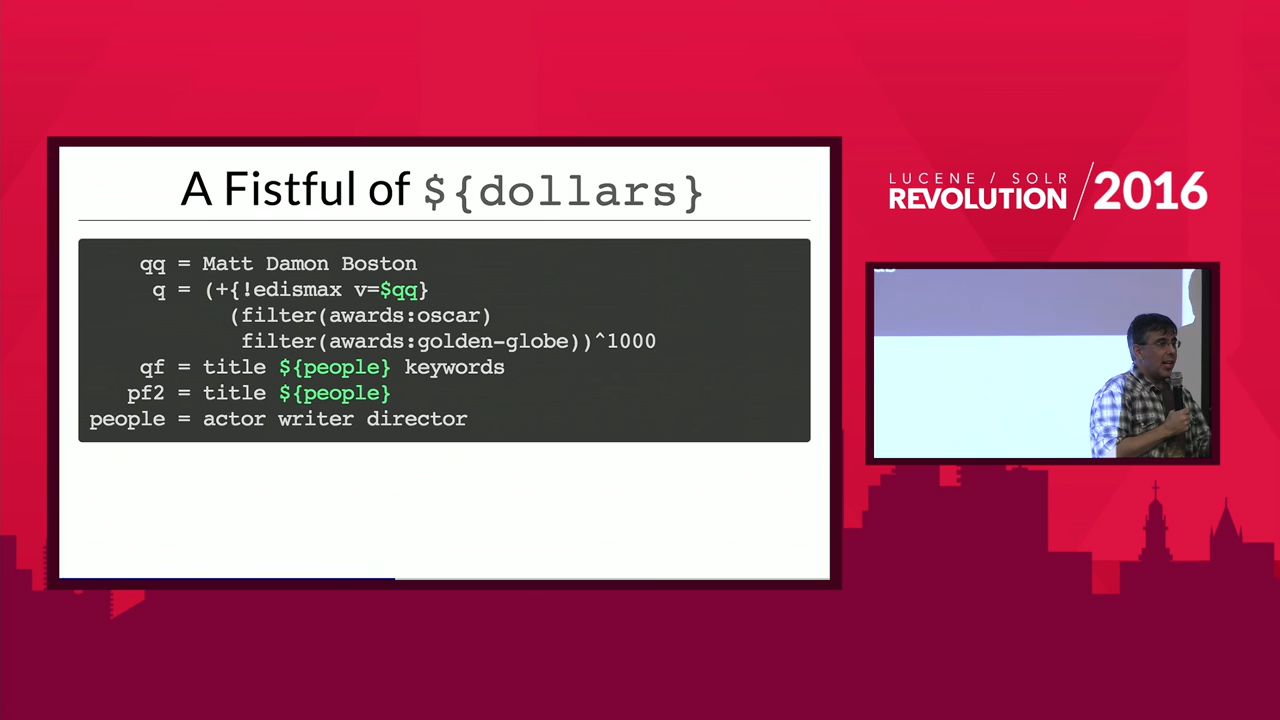 A Fistful of ${dollars}
qq = Matt Damon Boston
q = (+{!edismax v=$qq}
(filter(awards:oscar)
filter(awards:golden-globe))^1000
qf = title ${people} keywords
pf2 = title ${people}
people = actor writer director
LUCENE / SOLR
REVOLUTION / 2016